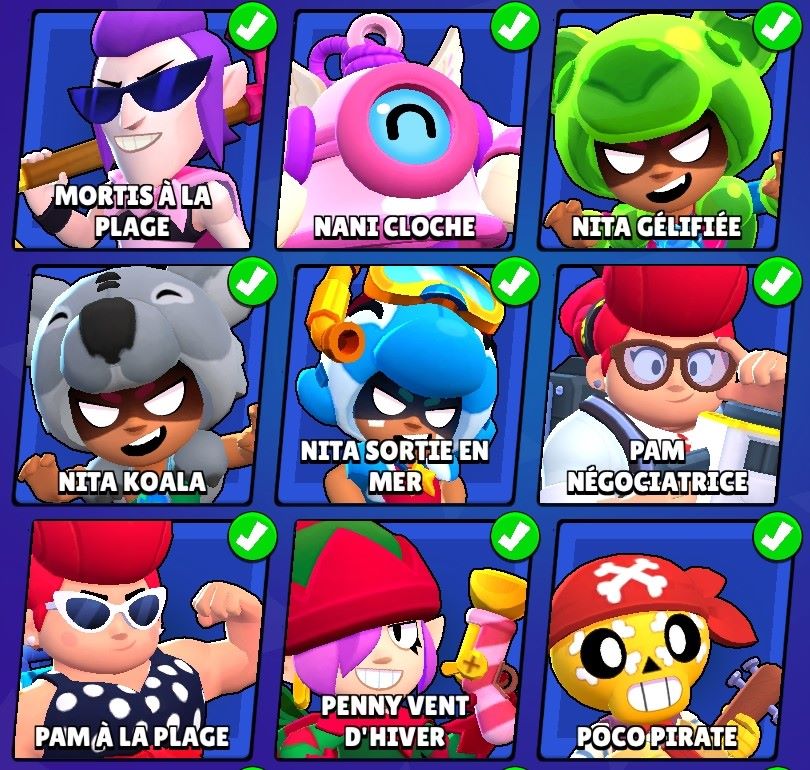 MORTIS À LA
PLAGE
NANI CLOCHE
NITA GÉLIFIÉE
NITA KOALA
NITA SORTIE EN
MER
PAM
NÉGOCIATRICE
PAM À LA PLAGE
PENNY VENT
D'HIVER
POCO PIRATE